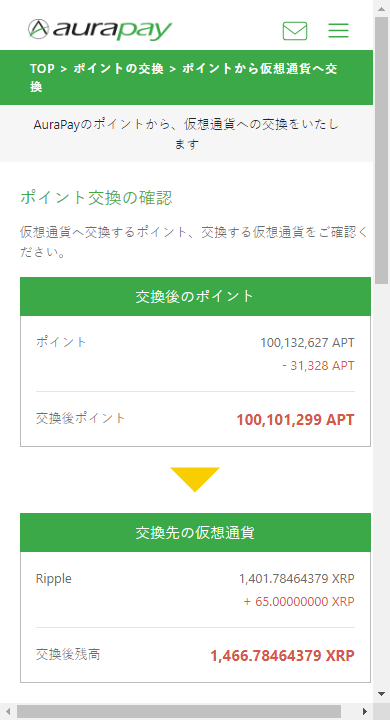 aurapay
TOP > ポイントの交換 > ポイントから仮想通貨へ交
換
AuraPayのポイントから、仮想通貨への交換をいたし
ます
ポイント交換の確認
仮想通貨へ交換するポイント、交換する仮想通貨をご確認く
ださい。
交換後のポイント
ポイント 100,132,627 APT
- 31,328 APT
交換後ポイント 100,101,299 APT
交換先の仮想通貨
Ripple 1,401.78464379 XRP
+ 65.00000000 XRP
交換後残高 1,466.78464379 XRP